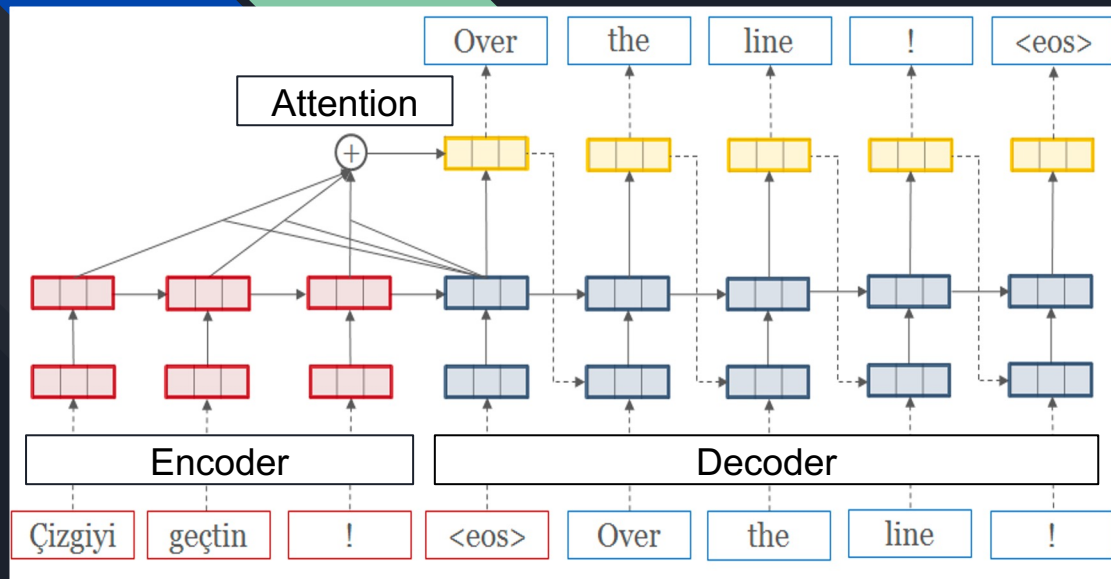 Over the line ! <eos>
Attention
+
Encoder Decoder
Çizgiyi geçtin ! <eos> Over the line !